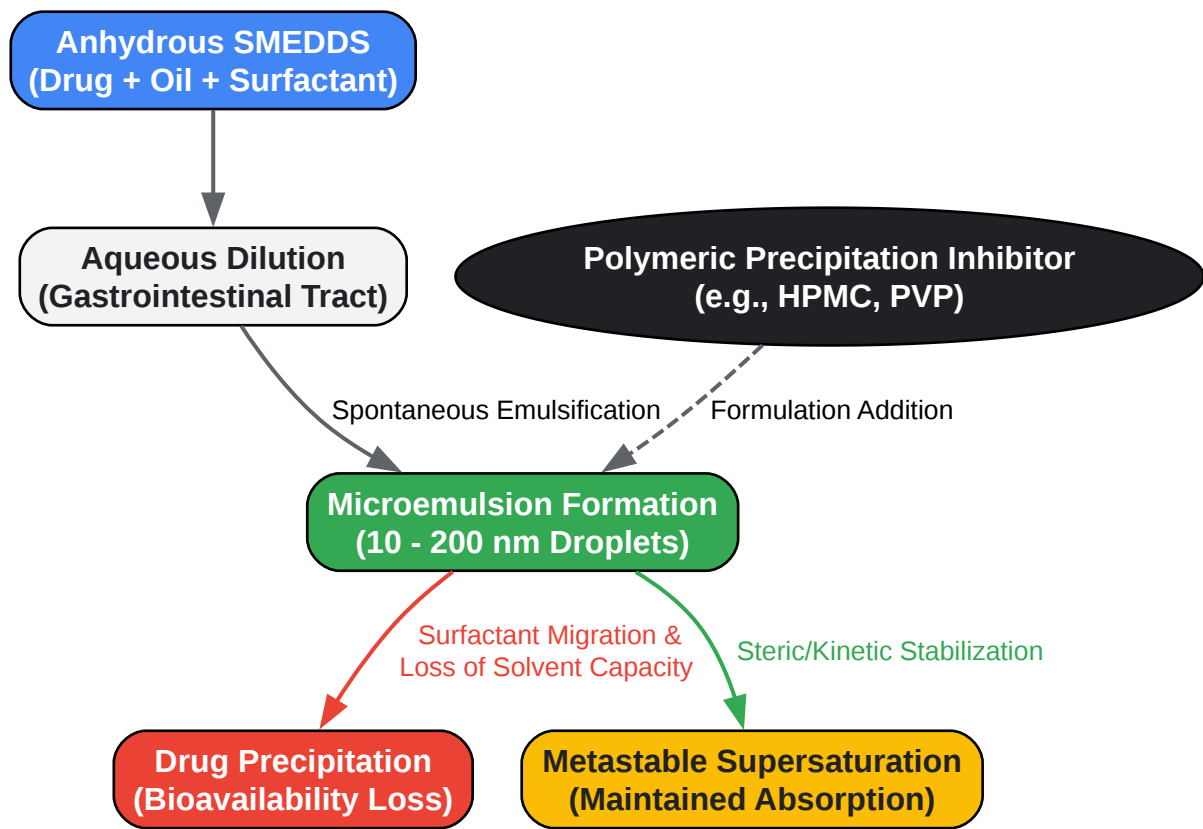 Anhydrous SMEDDS
(Drug + Oil + Surfactant)
Aqueous Dilution
(Gastrointestinal Tract)
Polymeric Precipitation Inhibitor
(e.g., HPMC, PVP)
Spontaneous Emulsification
Formulation Addition
Microemulsion Formation
(10 - 200 nm Droplets)
Surfactant Migration &
Loss of Solvent Capacity
Steric/Kinetic Stabilization
Drug Precipitation
(Bioavailability Loss)
Metastable Supersaturation
(Maintained Absorption)